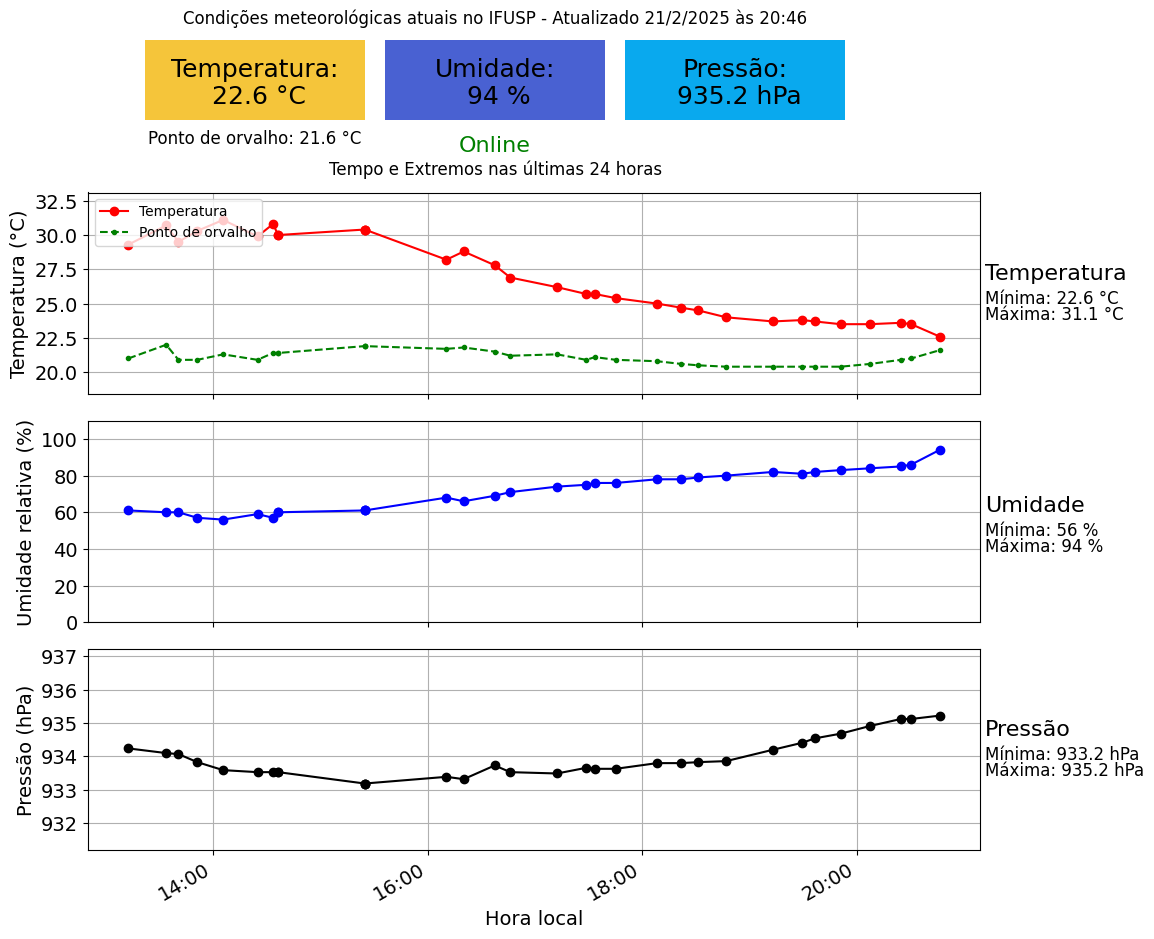 Condições meteorológicas atuais no IFUSP - Atualizado 21/2/2025 às 20:46
Temperatura:
22.6 °C
Umidade:
94 %
Pressão:
935.2 hPa
Ponto de orvalho: 21.6 °C
Online
Tempo e Extremos nas últimas 24 horas
Temperatura (°C)
32.5
30.0
27.5
25.0
22.5
20.0
Temperatura
Ponto de orvalho
Temperatura
Mínima: 22.6 °C
Máxima: 31.1 °C
Umidade relativa (%)
100
80
60
40
20
0
Umidade
Mínima: 56 %
Máxima: 94 %
Pressão (hPa)
937
936
935
934
933
932
Pressão
Mínima: 933.2 hPa
Máxima: 935.2 hPa
14:00
16:00
18:00
20:00
Hora local